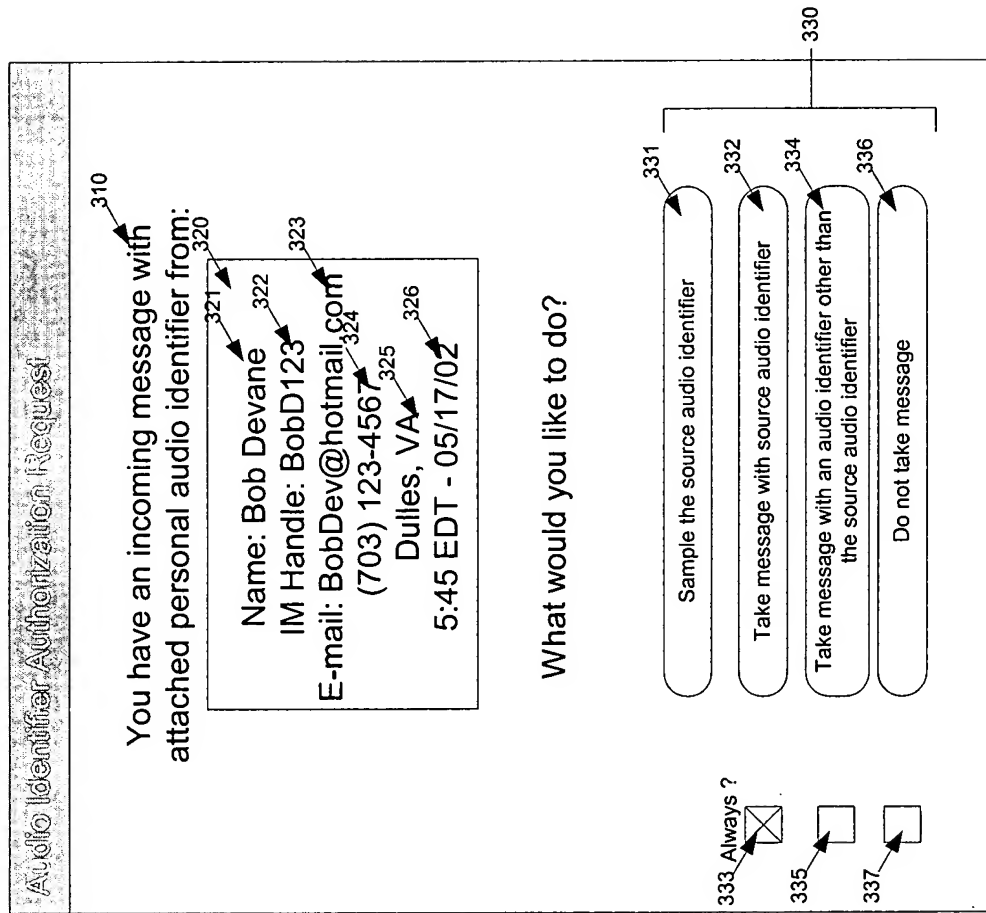 Audio Identifier Authorization Request
310
You have an incoming message with
attached personal audio identifier from:
320
321
Name: Bob Devane
322
IM Handle: BobD123
323
E-mail: BobDev@hotmail.com
324
(703) 123-4567
325
Dulles, VA
326
5:45 EDT - 05/17/02
What would you like to do?
330
331
Sample the source audio identifier
Always ?
333
332
Take message with source audio identifier
335
334
Take message with an audio identifier other than
the source audio identifier
337
336
Do not take message